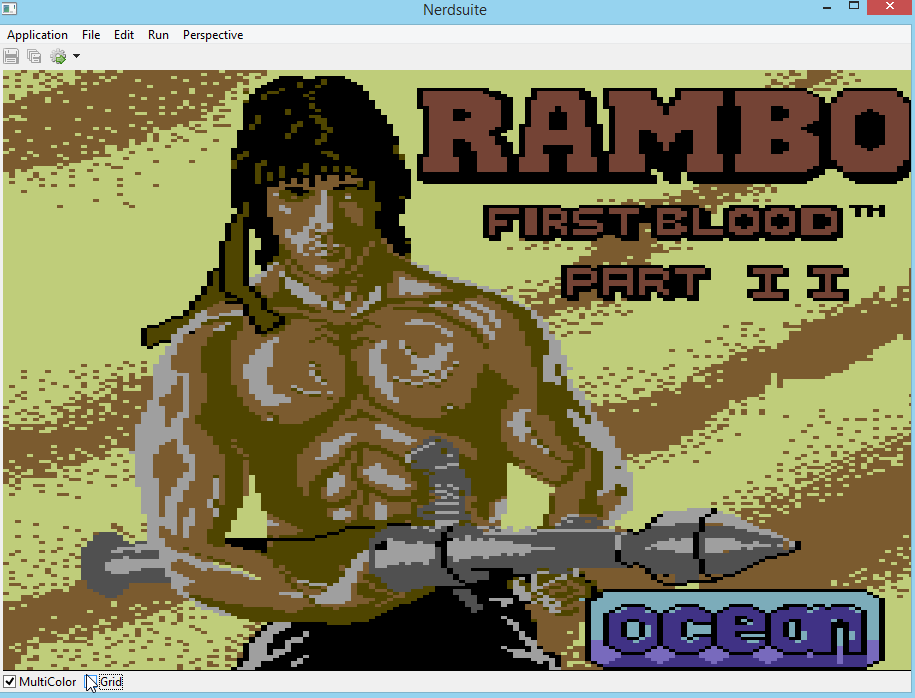 Nerdsuite
Application File Edit Run Perspective
RAMBO
FIRST BLOOD™
PART II
ocean
MultiColor Grid